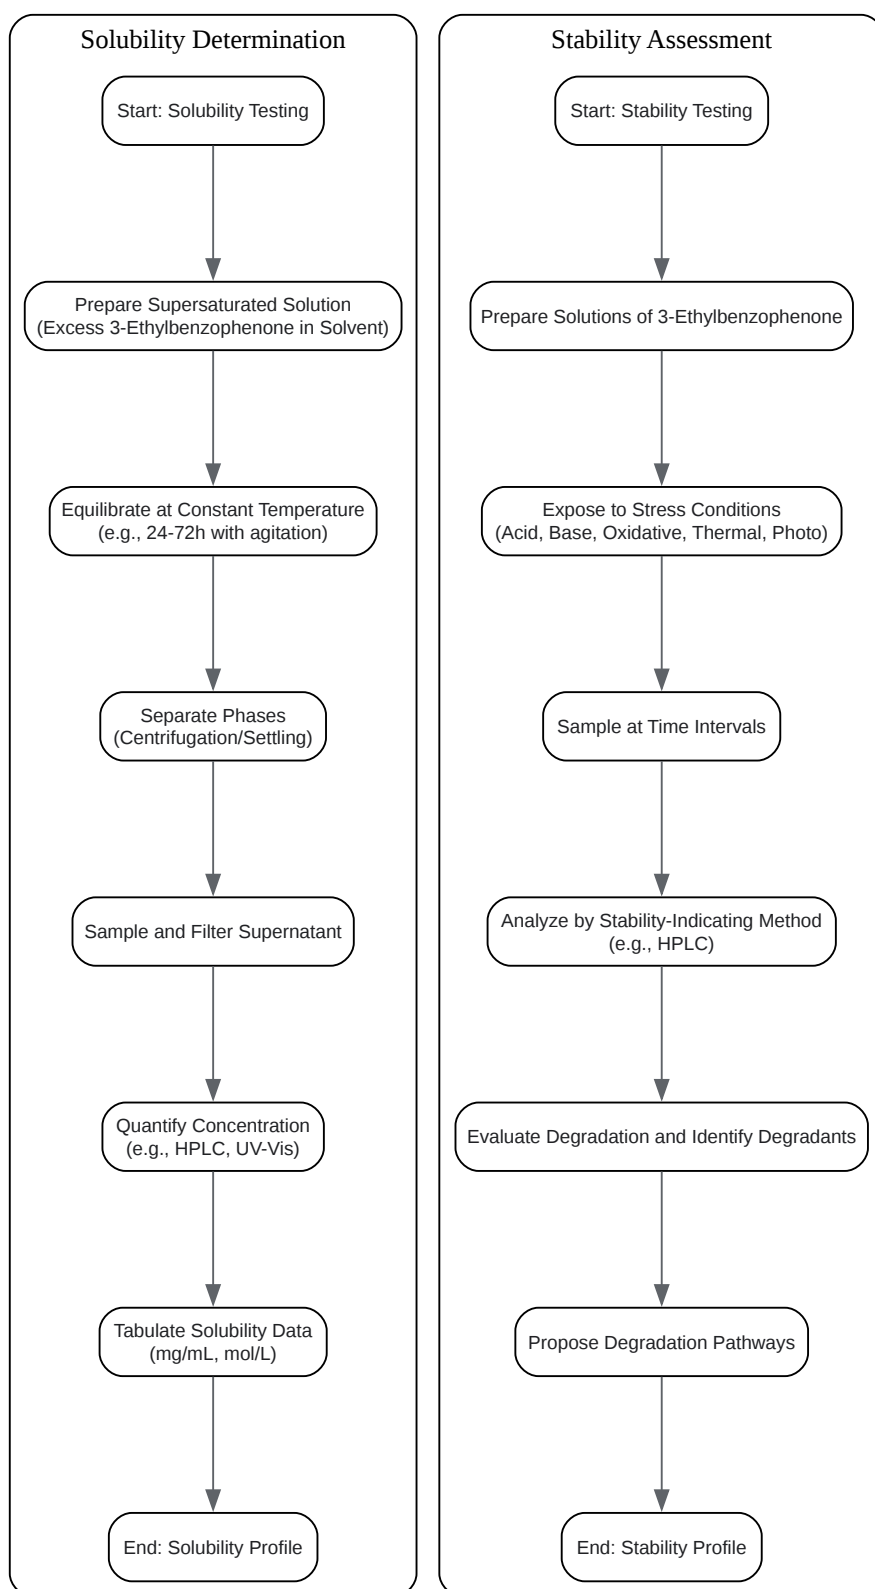 Solubility Determination
Start: Solubility Testing
Prepare Supersaturated Solution
(Excess 3-Ethylbenzophenone in Solvent)
Equilibrate at Constant Temperature
(e.g., 24-72h with agitation)
Separate Phases
(Centrifugation/Settling)
Sample and Filter Supernatant
Quantify Concentration
(e.g., HPLC, UV-Vis)
Tabulate Solubility Data
(mg/mL, mol/L)
End: Solubility Profile
Stability Assessment
Start: Stability Testing
Prepare Solutions of 3-Ethylbenzophenone
Expose to Stress Conditions
(Acid, Base, Oxidative, Thermal, Photo)
Sample at Time Intervals
Analyze by Stability-Indicating Method
(e.g., HPLC)
Evaluate Degradation and Identify Degradants
Propose Degradation Pathways
End: Stability Profile